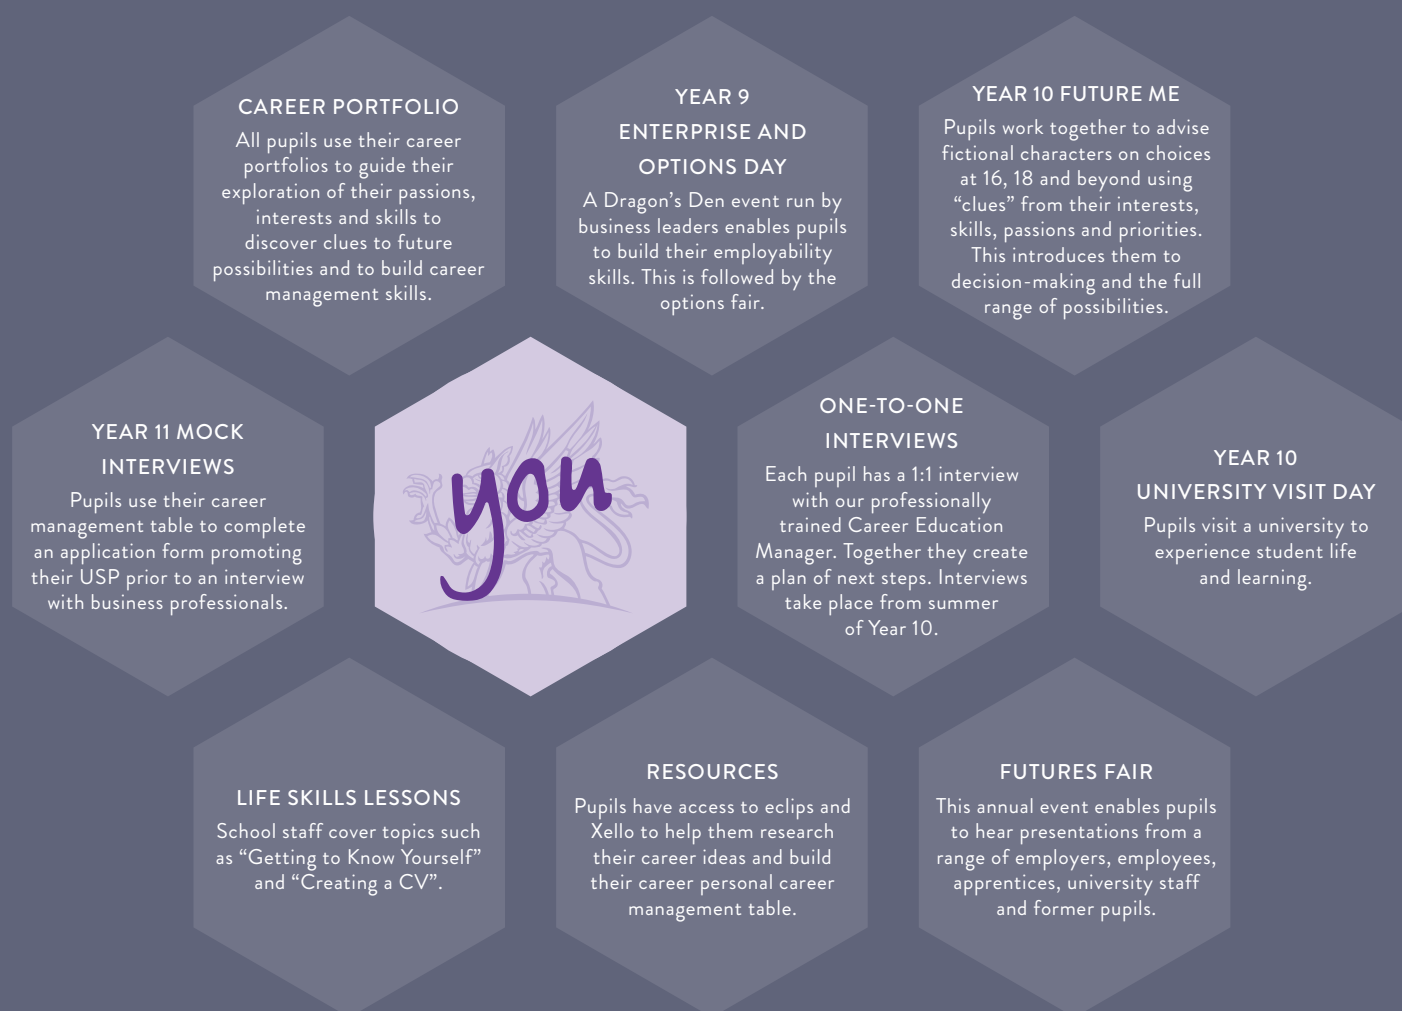 CAREER PORTFOLIO
All pupils use their career
portfolios to guide their
exploration of their passions,
interests and skills to
discover clues to future
possibilities and to build career
management skills.
YEAR 9
ENTERPRISE AND
OPTIONS DAY
A Dragon’s Den event run by
business leaders enables pupils
to build their employability
skills. This is followed by the
options fair.
YEAR 10 FUTURE ME
Pupils work together to advise
fictional characters on choices
at 16, 18 and beyond using
“clues” from their interests,
skills, passions and priorities.
This introduces them to
decision-making and the full
range of possibilities.
YEAR 11 MOCK
INTERVIEWS
Pupils use their career
management table to complete
an application form promoting
their USP prior to an interview
with business professionals.
you
ONE-TO-ONE
INTERVIEWS
Each pupil has a 1:1 interview
with our professionally
trained Career Education
Manager. Together they create
a plan of next steps. Interviews
take place from summer
of Year 10.
YEAR 10
UNIVERSITY VISIT DAY
Pupils visit a university to
experience student life
and learning.
LIFE SKILLS LESSONS
School staff cover topics such
as “Getting to Know Yourself”
and “Creating a CV”.
RESOURCES
Pupils have access to eclips and
Xello to help them research
their career ideas and build
their career personal career
management table.
FUTURES FAIR
This annual event enables pupils
to hear presentations from a
range of employers, employees,
apprentices, university staff
and former pupils.